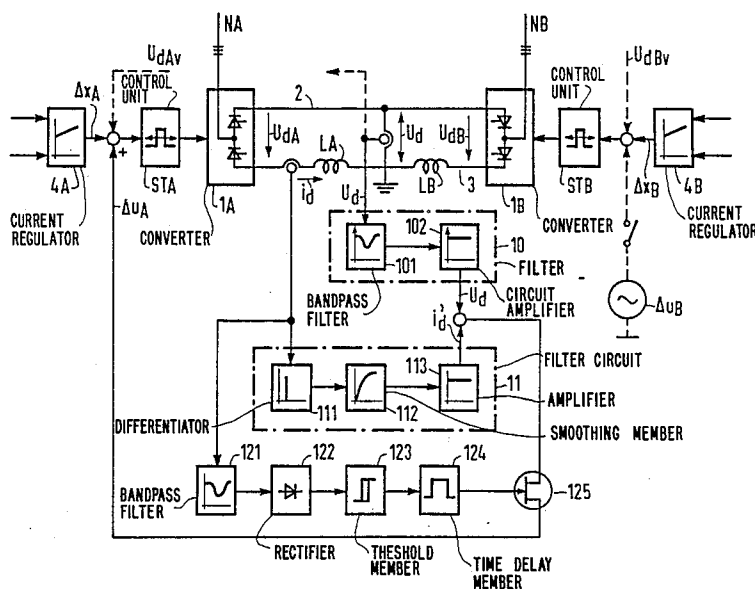 NA
NB
UdAv
UdBv
ΔxA
CONTROL
UNIT
2
CONTROL
UNIT
UdA
LA
Ud
UdB
+
4A
STA
id
LB
3
STB
ΔxB
4B
CURRENT
REGULATOR
ΔuA
1A
CONVERTER
Ud
1B
CONVERTER
CURRENT
REGULATOR
102
101
10
FILTER
BANDPASS
FILTER
Ud
CIRCUIT
AMPLIFIER
ΔuB
i'd
FILTER CIRCUIT
113
11
111
112
AMPLIFIER
DIFFERENTIATOR
SMOOTHING MEMBER
121
122
123
124
125
BANDPASS
FILTER
RECTIFIER
THESHOLD
MEMBER
TIME DELAY
MEMBER